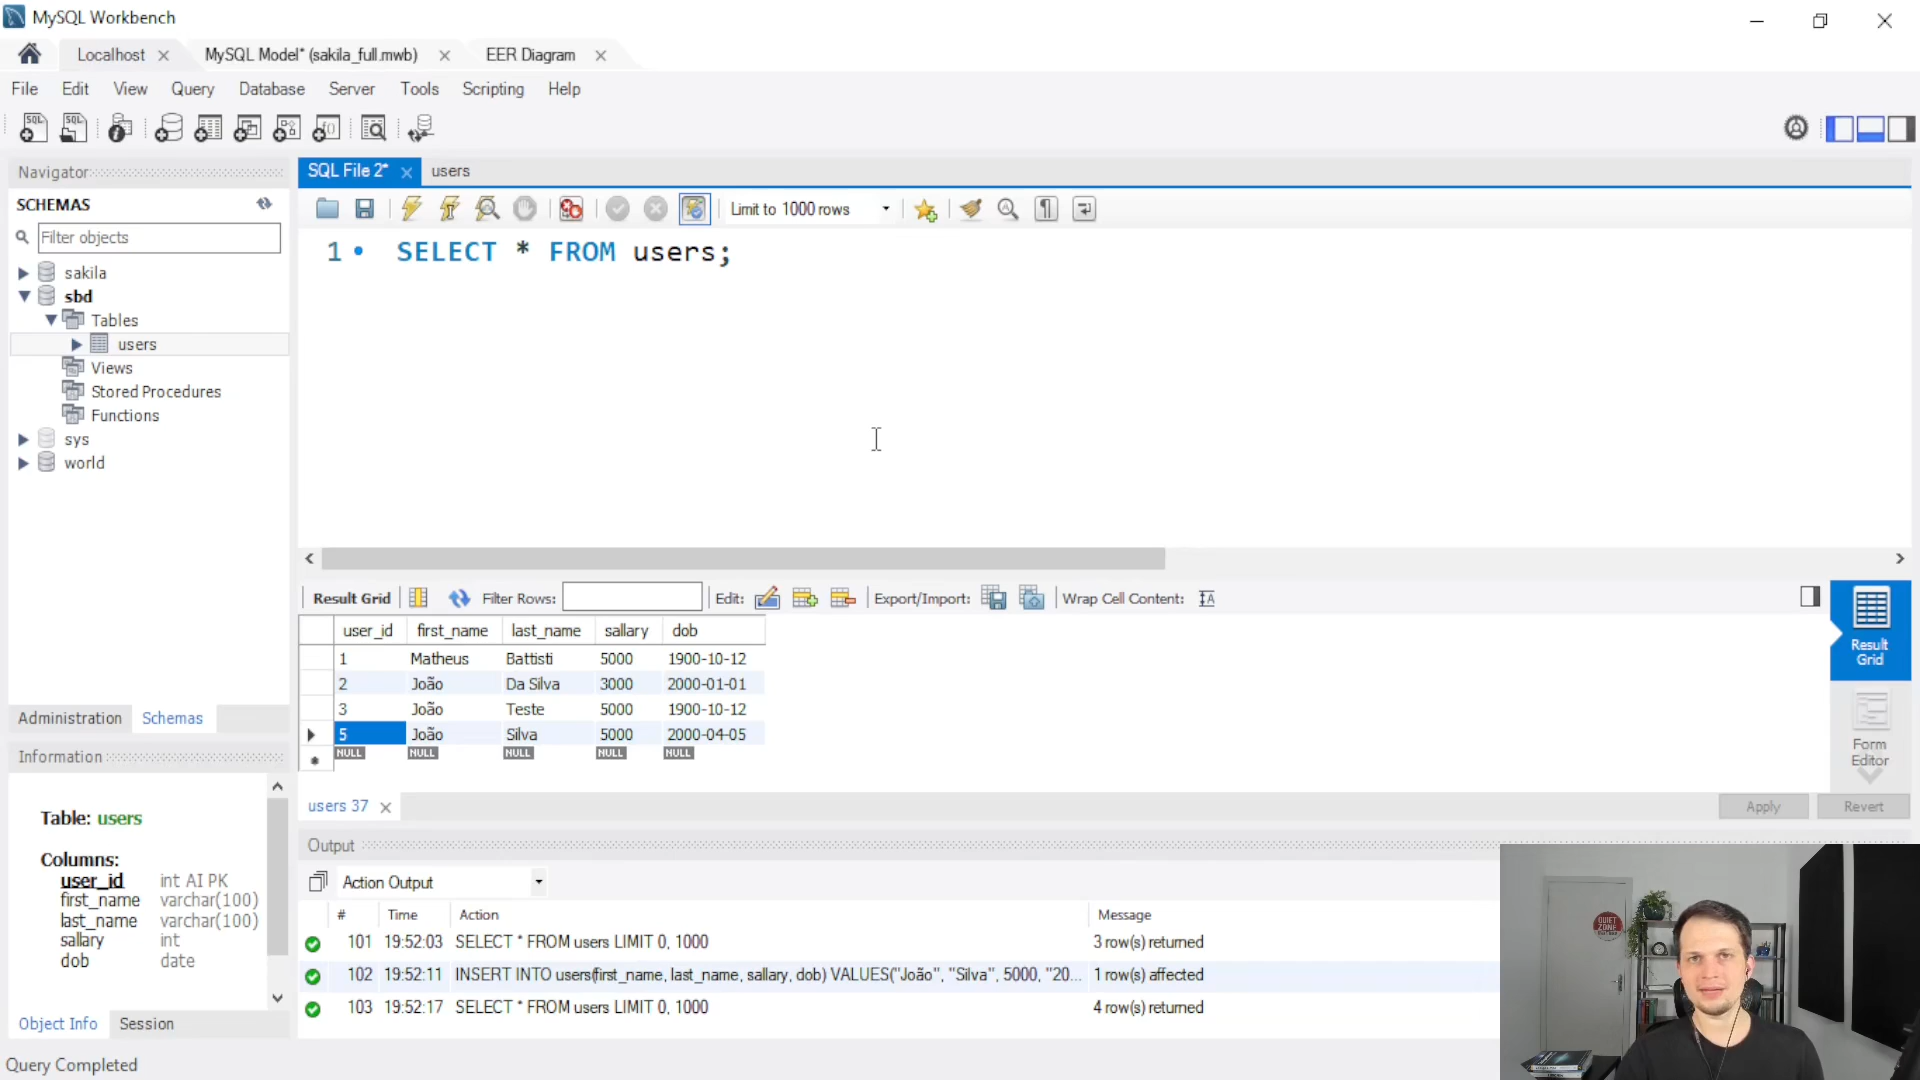 MySQL Workbench
Localhost
MySQL Model* (sakila_full.mwb)
EER Diagram
File Edit View Query Database Server Tools Scripting Help
Navigator
SCHEMAS
Filter objects
sakila
sbd
Tables
users
Views
Stored Procedures
Functions
sys
world
Administration Schemas
Information
Table: users
Columns:
user_id int AI PK
first_name varchar(100)
last_name varchar(100)
sallary int
dob date
Object Info Session
Query Completed
SQL File 2* users
Limit to 1000 rows
1 SELECT * FROM users;
Result Grid Filter Rows: Edit: Export/Import: Wrap Cell Content:
user_id first_name last_name sallary dob
1 Matheus Battisti 5000 1900-10-12
2 João Da Silva 3000 2000-01-01
3 João Teste 5000 1900-10-12
5 João Silva 5000 2000-04-05
NULL NULL NULL NULL NULL
Result
Grid
Form
Editor
users 37
Apply Revert
Output
Action Output
# Time Action Message
101 19:52:03 SELECT * FROM users LIMIT 0, 1000 3 row(s) returned
102 19:52:11 INSERT INTO users(first_name, last_name, sallary, dob) VALUES("João", "Silva", 5000, "20... 1 row(s) affected
103 19:52:17 SELECT * FROM users LIMIT 0, 1000 4 row(s) returned
QUIET
ZONE